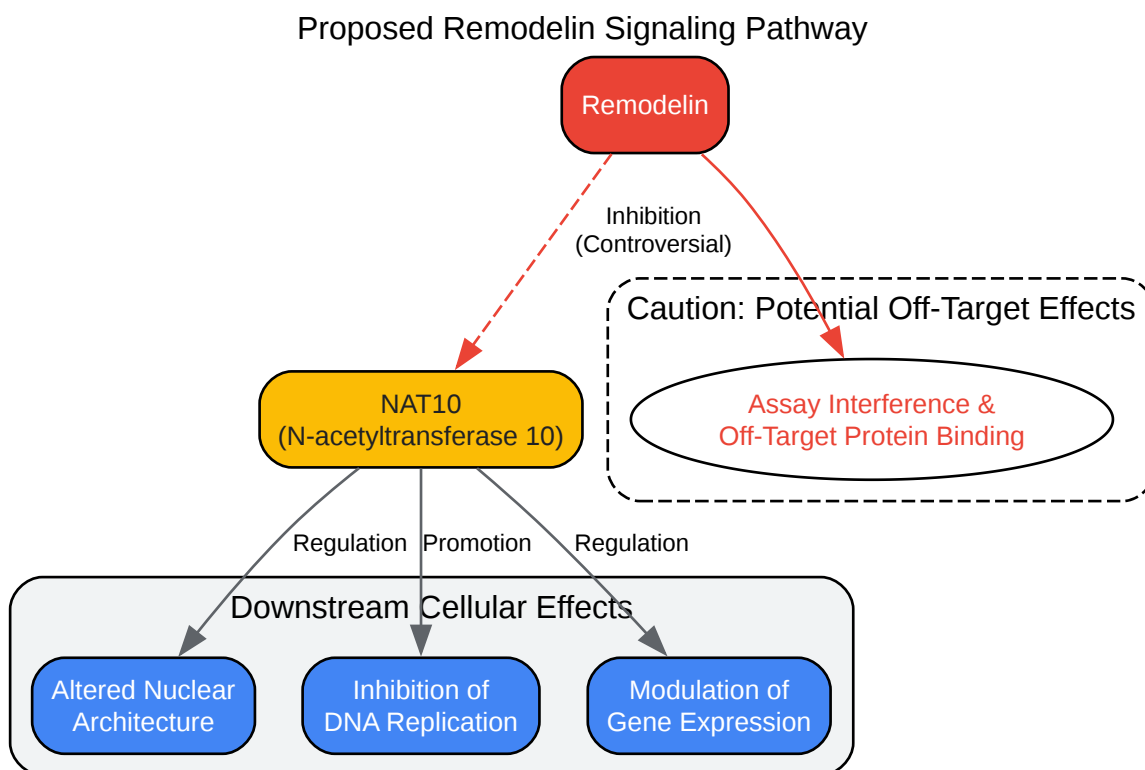 Proposed Remodelin Signaling Pathway
Remodelin
Inhibition
(Controversial)
Caution: Potential Off-Target Effects
Assay Interference &
Off-Target Protein Binding
NAT10
(N-acetyltransferase 10)
Regulation
Promotion
Regulation
Downstream Cellular Effects
Altered Nuclear
Architecture
Inhibition of
DNA Replication
Modulation of
Gene Expression